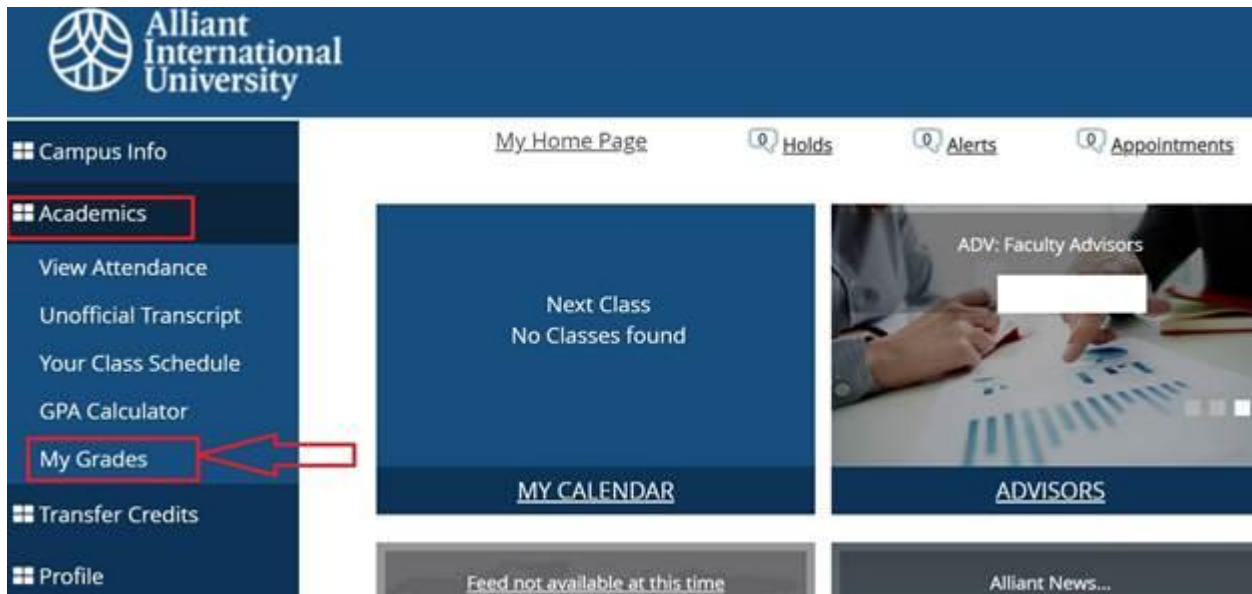 Alliant
International
University
Campus Info
Academics
View Attendance
Unofficial Transcript
Your Class Schedule
GPA Calculator
My Grades
Transfer Credits
Profile
My Home Page
0 Holds
0 Alerts
0 Appointments
Next Class
No Classes found
MY CALENDAR
ADV: Faculty Advisors
ADVISORS
Feed not available at this time
Alliant News...